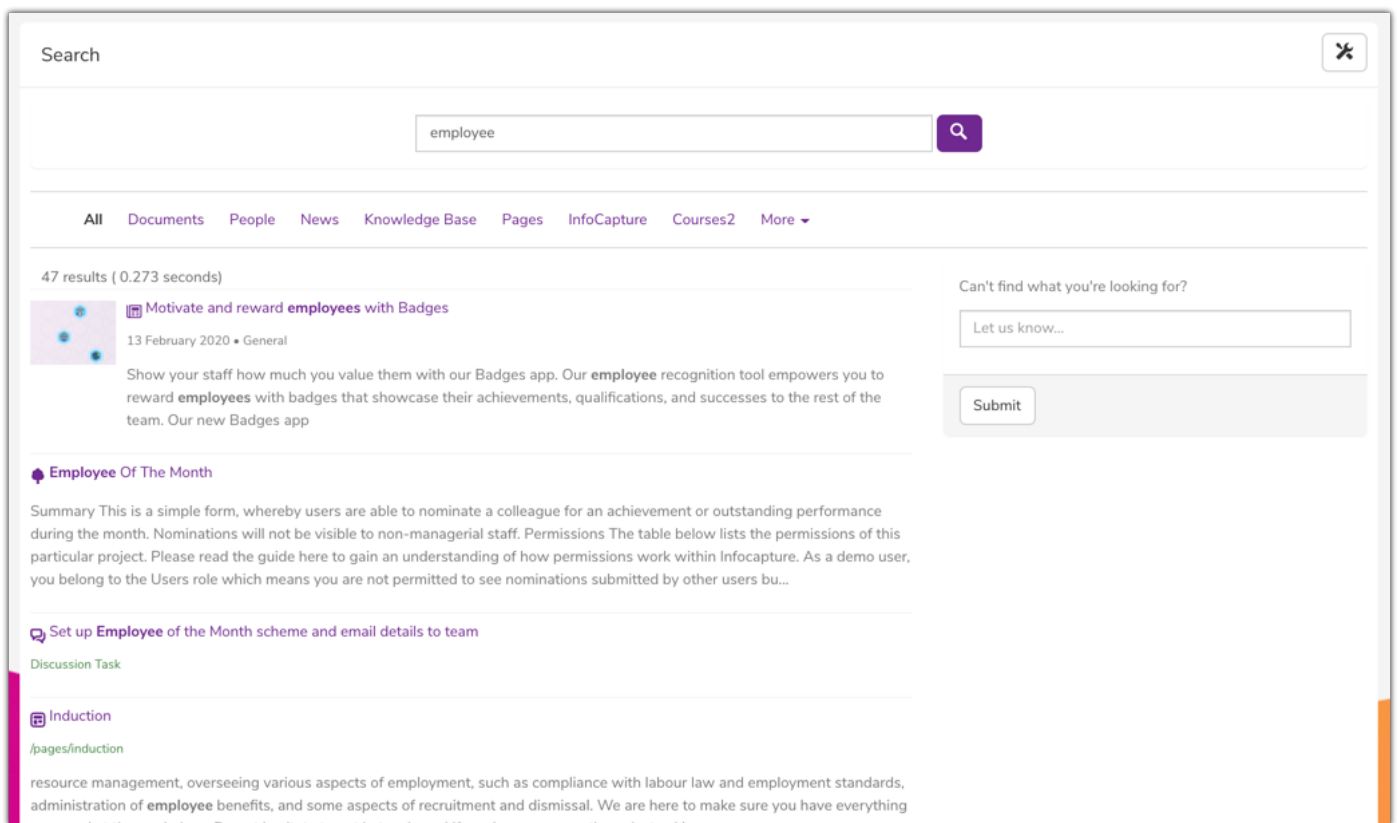 Search
employee
All Documents People News Knowledge Base Pages InfoCapture Courses2 More
47 results ( 0.273 seconds)
Motivate and reward employees with Badges
13 February 2020 • General
Show your staff how much you value them with our Badges app. Our employee recognition tool empowers you to
reward employees with badges that showcase their achievements, qualifications, and successes to the rest of the
team. Our new Badges app
Employee Of The Month
Summary This is a simple form, whereby users are able to nominate a colleague for an achievement or outstanding performance
during the month. Nominations will not be visible to non-managerial staff. Permissions The table below lists the permissions of this
particular project. Please read the guide here to gain an understanding of how permissions work within Infocapture. As a demo user,
you belong to the Users role which means you are not permitted to see nominations submitted by other users bu...
Set up Employee of the Month scheme and email details to team
Discussion Task
Induction
/pages/induction
resource management, overseeing various aspects of employment, such as compliance with labour law and employment standards,
administration of employee benefits, and some aspects of recruitment and dismissal. We are here to make sure you have everything
Can't find what you're looking for?
Let us know...
Submit